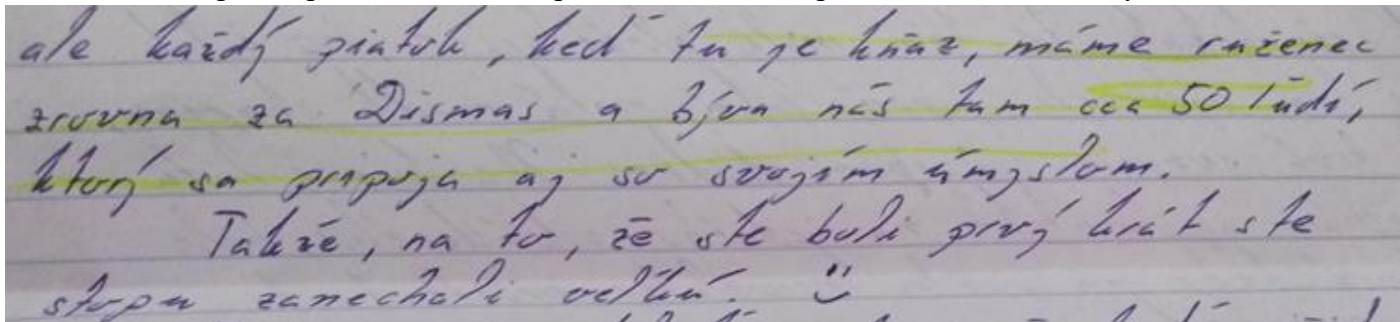 ale každý piatok, keď tu je kňaz, máme ruženec
zrovna za Dismas a býva nás tam cca 50 ľudí,
ktorý sa pripoja aj so svojím úmyslom.
Takže, na to, že ste boli prvý krát ste
stopu zanechali veľkú. :)